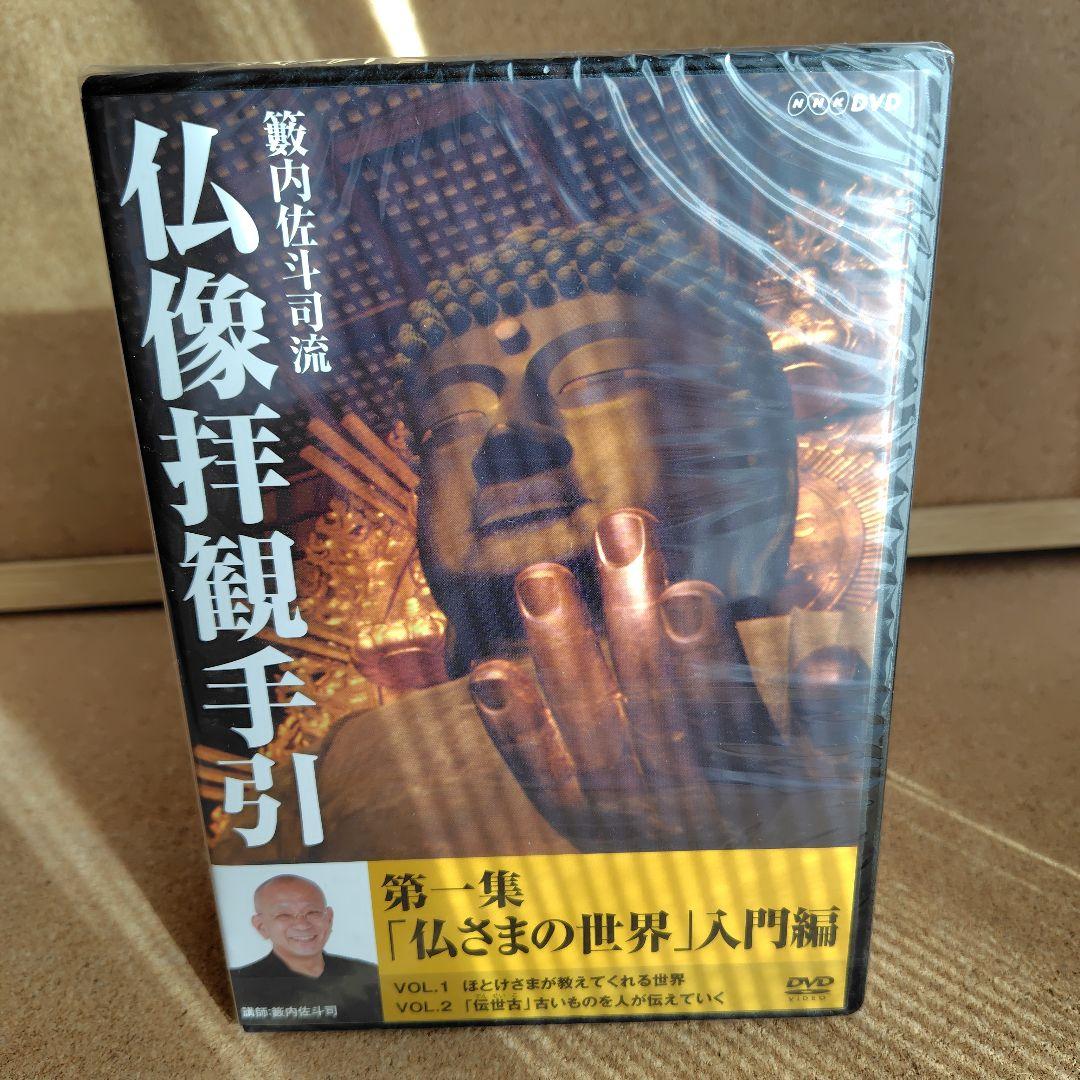 NHK DVD
籔内佐斗司流
仏像拝観手引
第一集
「仏さまの世界」入門編
VOL.1 ほとけさまが教えてくれる世界
VOL.2 「伝世古」古いものを人が伝えていく
DVD
VIDEO
講師:籔内佐斗司